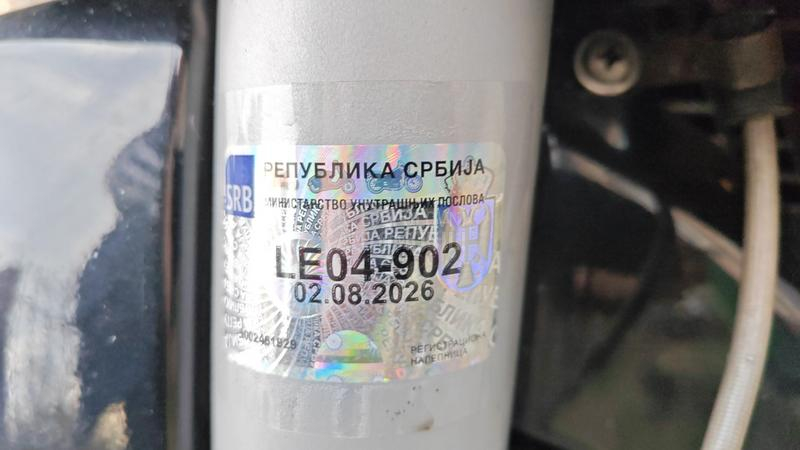 РЕПУБЛИКА СРБИЈА
SRB
МИНИСТАРСТВО УНУТРАШЊИХ ПОСЛОВА
LE04-902
02.08.2026
РЕГИСТРАЦИОНА
НАЛЕПНИЦА